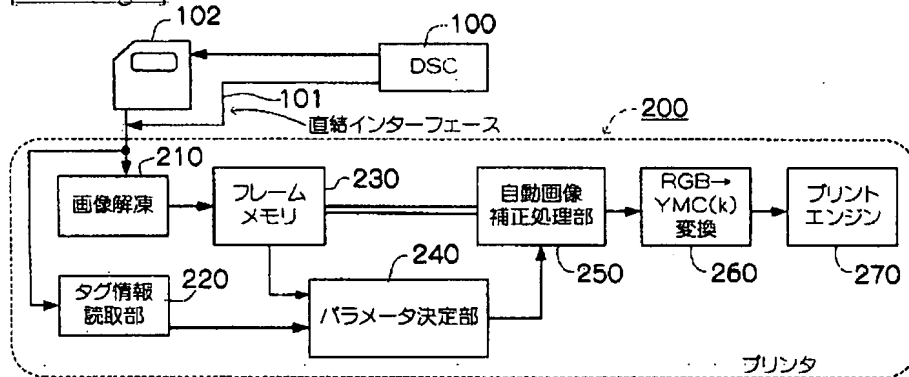 102
100
DSC
101
直結インターフェース
200
210
画像解凍
230
フレーム
メモリ
自動画像
補正処理部
250
RGB→
YMC(k)
変換
260
プリント
エンジン
270
220
タグ情報
読取部
240
パラメータ決定部
プリンタ